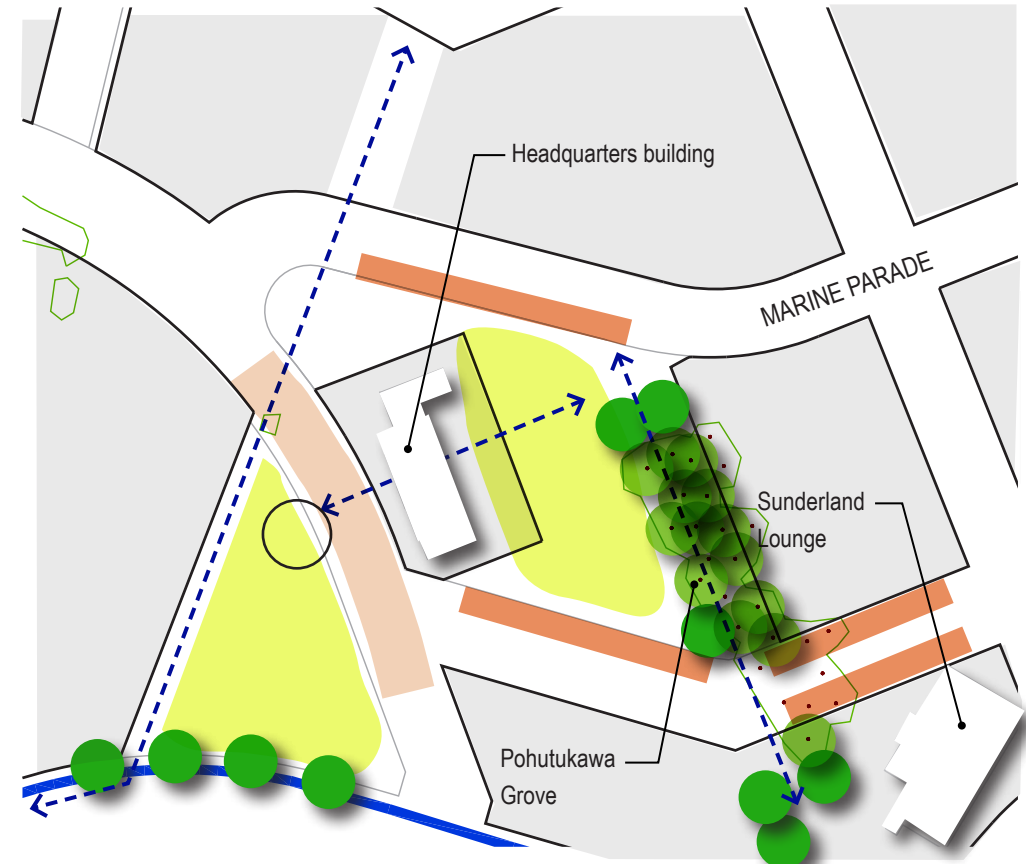 Headquarters building
MARINE PARADE
Sunderland
Lounge
Pohutukawa
Grove